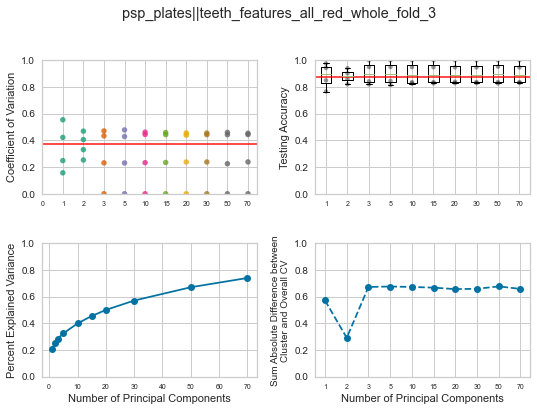 psp_plates||teeth_features_all_red_whole_fold_3
Coefficient of Variation
1.0
0.8
0.6
0.4
0.2
0.0
0 1 2 3 5 10 15 20 30 50 70
Testing Accuracy
1.0
0.8
0.6
0.4
0.2
0.0
1 2 3 5 10 15 20 30 50 70
Percent Explained Variance
1.0
0.8
0.6
0.4
0.2
0.0
0 10 20 30 40 50 60 70
Number of Principal Components
Sum Absolute Difference between
Cluster and Overall CV
1.0
0.8
0.6
0.4
0.2
0.0
1 2 3 5 10 15 20 30 50 70
Number of Principal Components